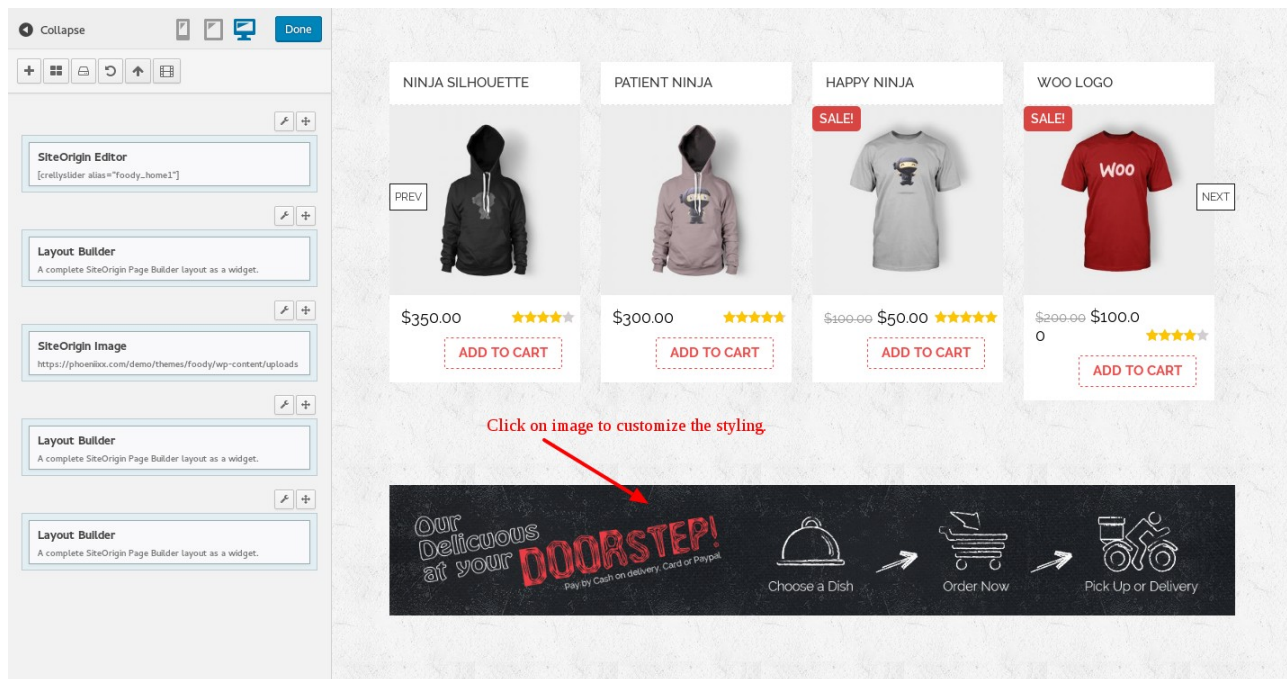 Collapse
Done
SiteOrigin Editor
[crellyslider alias="foody_home1"]
Layout Builder
A complete SiteOrigin Page Builder layout as a widget.
SiteOrigin Image
https://phoeniixx.com/demo/themes/foody/wp-content/uploads
Layout Builder
A complete SiteOrigin Page Builder layout as a widget.
Layout Builder
A complete SiteOrigin Page Builder layout as a widget.
NINJA SILHOUETTE
PREV
$350.00
ADD TO CART
PATIENT NINJA
$300.00
ADD TO CART
HAPPY NINJA
SALE!
$100.00 $50.00
ADD TO CART
WOO LOGO
SALE!
WOO
NEXT
$200.00 $100.0
0
ADD TO CART
Click on image to customize the styling.
Our
Delicuous
at your
DOORSTEP!
Pay by Cash on delivery, Card or Paypal
Choose a Dish
Order Now
Pick Up or Delivery